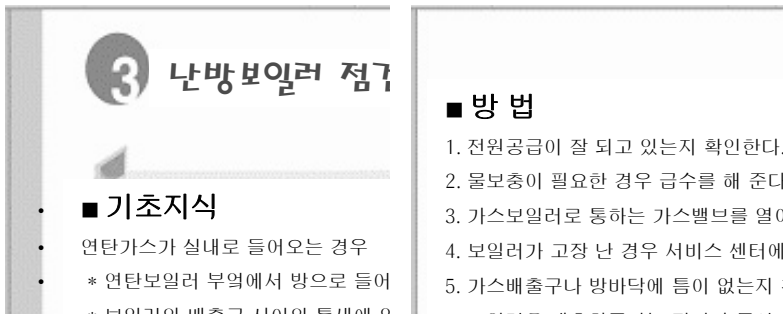 3 난방보일러
■ 기초지식
연탄가스가 실내로 들어오는 경우
* 연탄보일러 부엌에서 방으로 들어
■ 방 법
1. 전원공급이 잘 되고 있는지 확인한다.
2. 물보충이 필요한 경우 급수를 해 준다
3. 가스보일러로 통하는 가스밸브를 열어
4. 보일러가 고장 난 경우 서비스 센터에
5. 가스배출구나 방바닥에 틈이 없는지